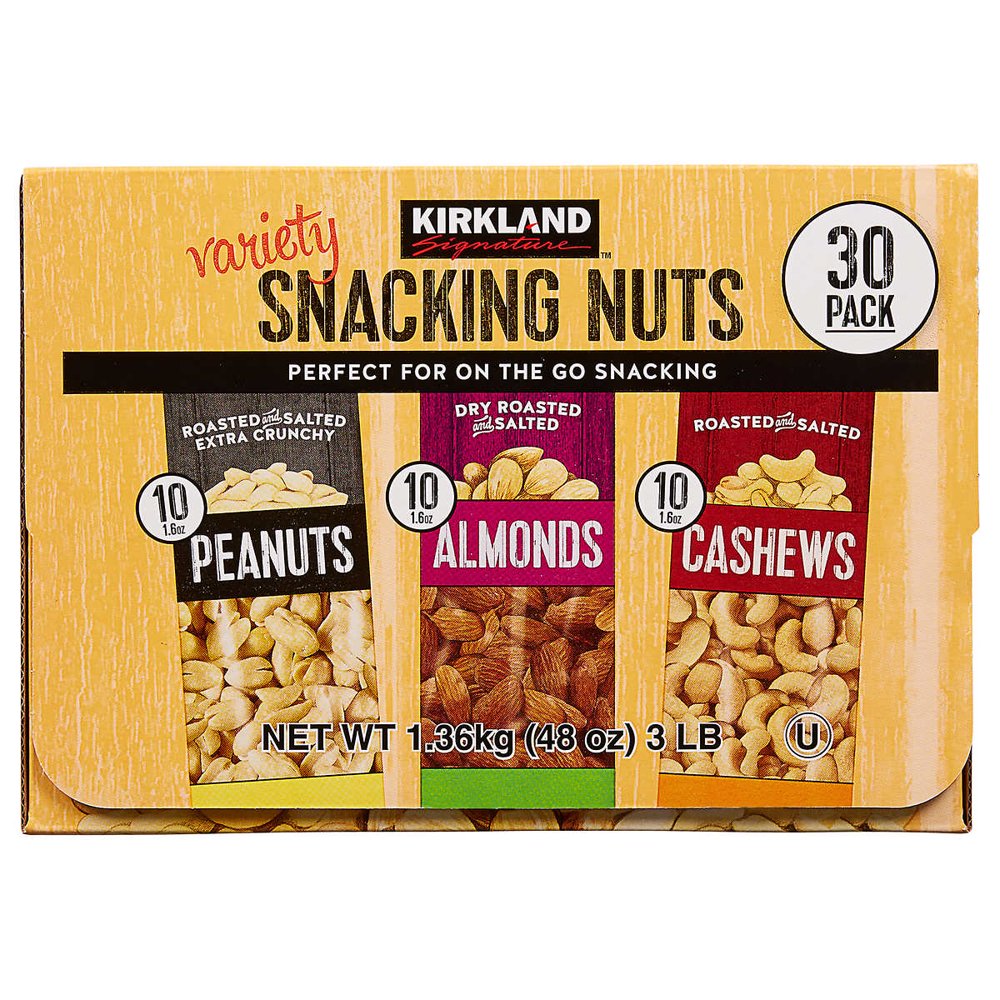 KIRKLAND
Signature™
variety
SNACKING NUTS
30
PACK
PERFECT FOR ON THE GO SNACKING
ROASTED and SALTED
EXTRA CRUNCHY
10
1.6oz
PEANUTS
DRY ROASTED
and SALTED
10
1.6oz
ALMONDS
ROASTED and SALTED
10
1.6oz
CASHEWS
NET WT 1.36kg (48 oz) 3 LB
U